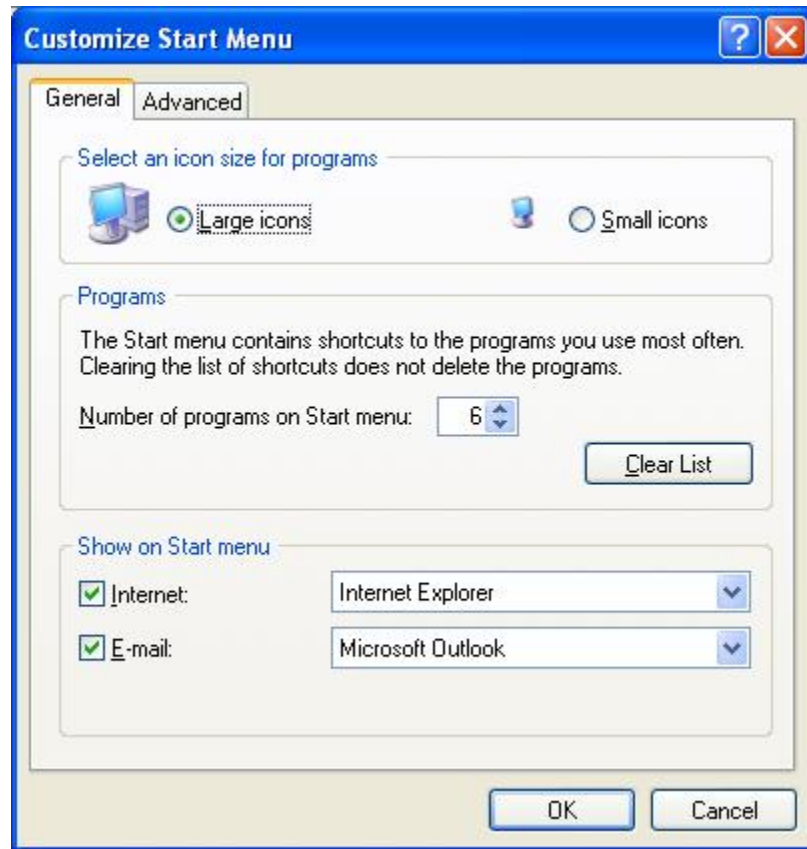 Customize Start Menu
General Advanced
Select an icon size for programs
Large icons Small icons
Programs
The Start menu contains shortcuts to the programs you use most often.
Clearing the list of shortcuts does not delete the programs.
Number of programs on Start menu: 6
Clear List
Show on Start menu
Internet: Internet Explorer
E-mail: Microsoft Outlook
OK Cancel